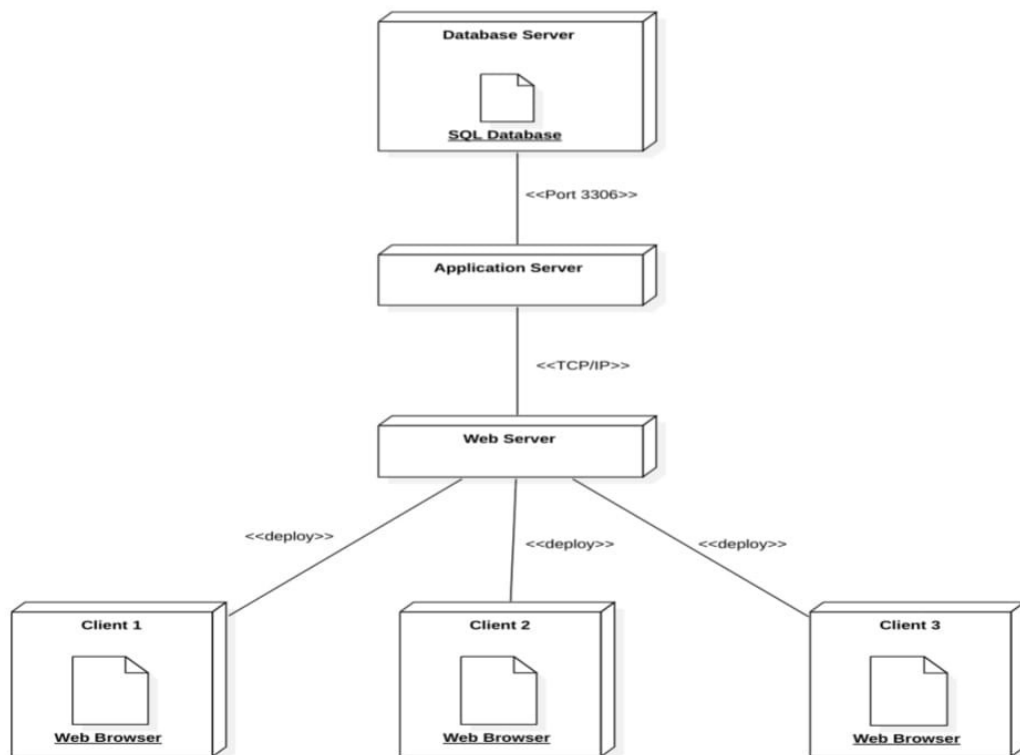 Database Server
SQL Database
<<Port 3306>>
Application Server
<<TCP/IP>>
Web Server
<<deploy>>
<<deploy>>
<<deploy>>
Client 1
Client 2
Client 3
Web Browser
Web Browser
Web Browser